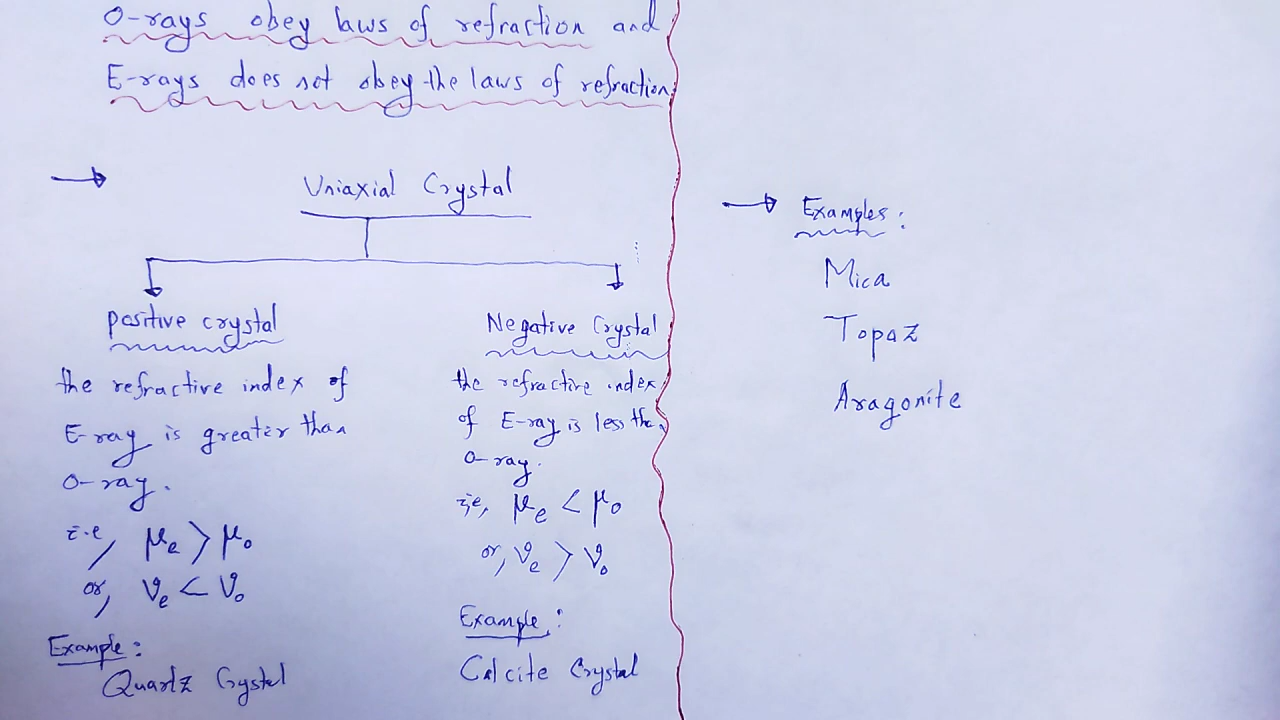 O-rays obey laws of refraction and
E-rays does not obey the laws of refraction.
Uniaxial Crystal
positive crystal
the refractive index of
E-ray is greater than
O-ray.
i.e, μe > μo
or, ve < vo
Example:
Quartz Crystal
Negative Crystal
the refractive index
of E-ray is less than
O-ray.
i.e, μe < μo
or, ve > vo
Example:
Calcite Crystal
Examples:
Mica
Topaz
Aragonite